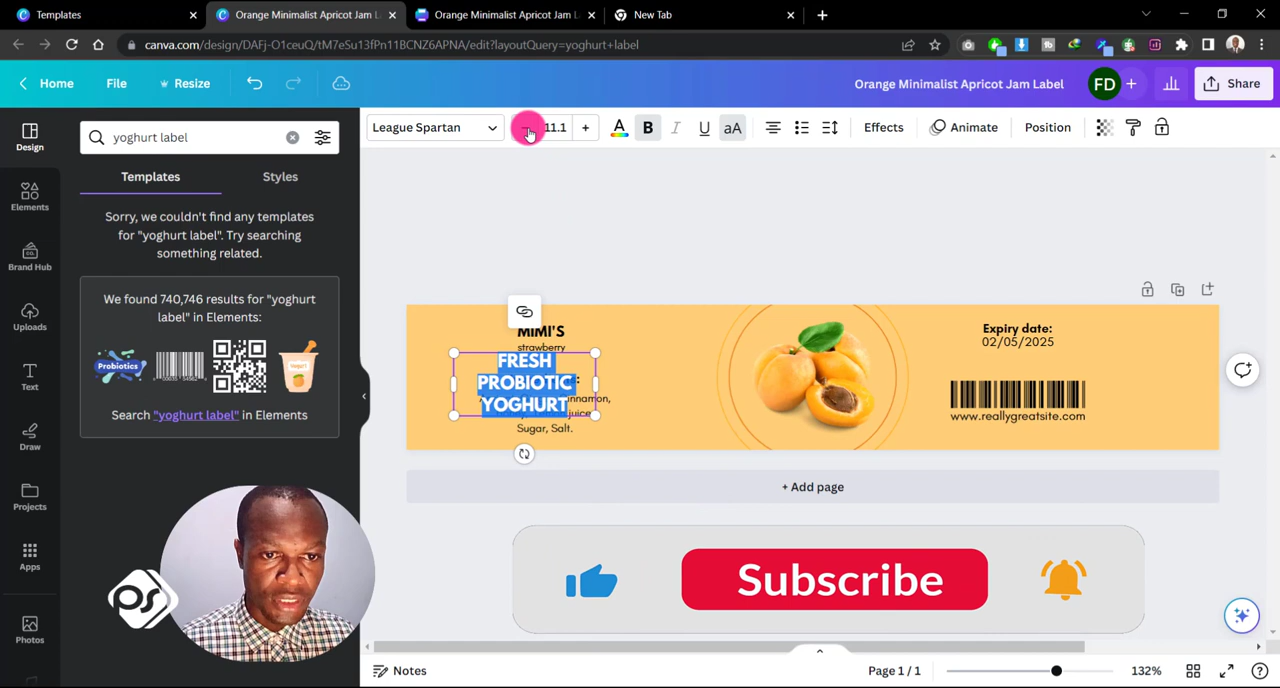 Templates
Orange Minimalist Apricot Jam L
Orange Minimalist Apricot Jam L
New Tab
canva.com/design/DAFj-O1ceuQ/tM7eSu13fPn11BCNZ6APNA/edit?layoutQuery=yoghurt+label
Home
File
Resize
Orange Minimalist Apricot Jam Label
FD
Share
Design
Elements
Brand Hub
Uploads
Text
Draw
Projects
Apps
Photos
yoghurt label
Templates
Styles
Sorry, we couldn't find any templates
for "yoghurt label". Try searching
something related.
We found 740,746 results for "yoghurt
label" in Elements:
Probiotics
Search "yoghurt label" in Elements
ps
League Spartan
11.1
B
I
U
aA
Effects
Animate
Position
MIMI'S
strawberry
FRESH
PROBIOTIC
YOGHURT
Sugar, Salt.
Expiry date:
02/05/2025
www.reallygreatsite.com
+ Add page
Subscribe
Notes
Page 1 / 1
132%